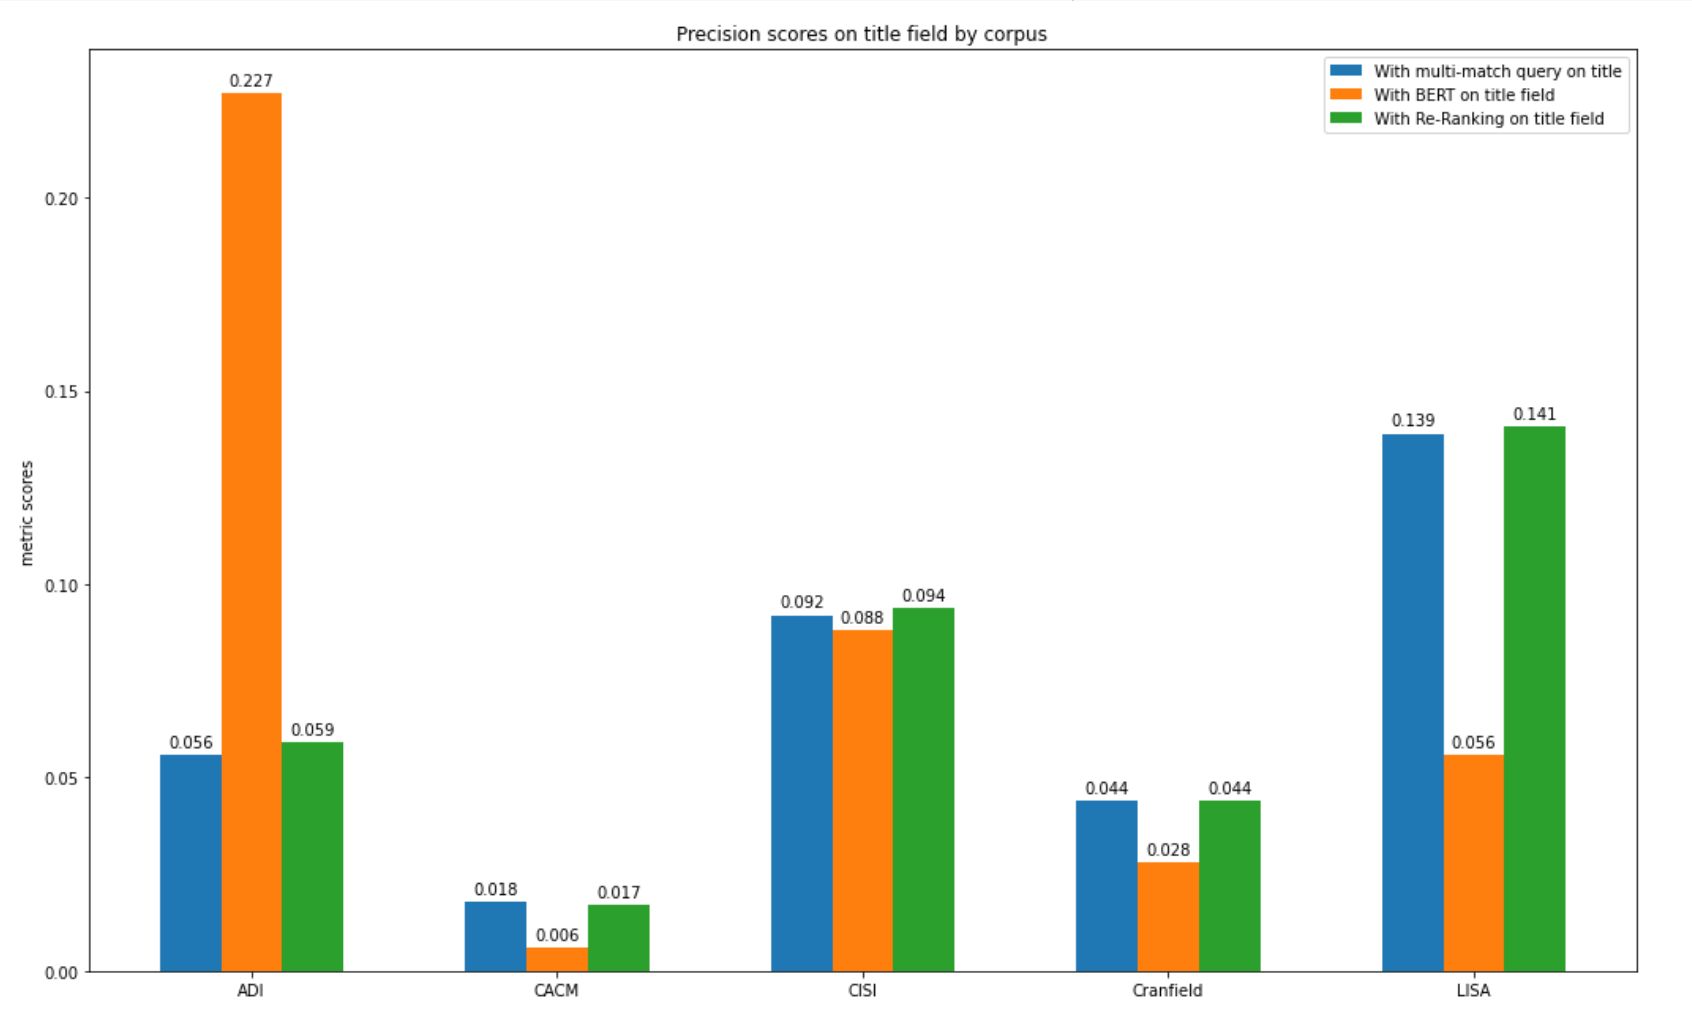 Precision scores on title field by corpus
With multi-match query on title
With BERT on title field
With Re-Ranking on title field
metric scores
0.20
0.15
0.10
0.05
0.00
0.056
0.227
0.059
0.018
0.006
0.017
0.092
0.088
0.094
0.044
0.028
0.044
0.139
0.056
0.141
ADI
CACM
CISI
Cranfield
LISA